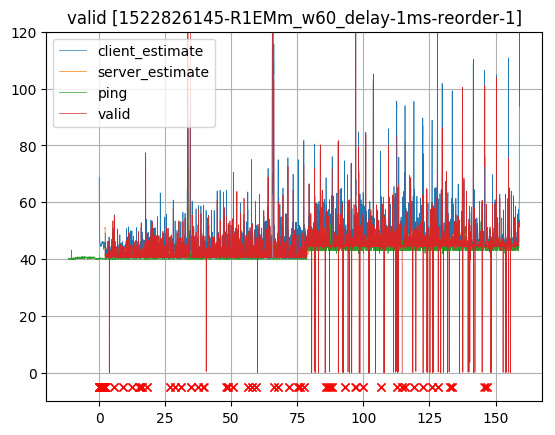 valid [1522826145-R1EMm_w60_delay-1ms-reorder-1]
client_estimate
server_estimate
ping
valid
120
100
80
60
40
20
0
0
25
50
75
100
125
150